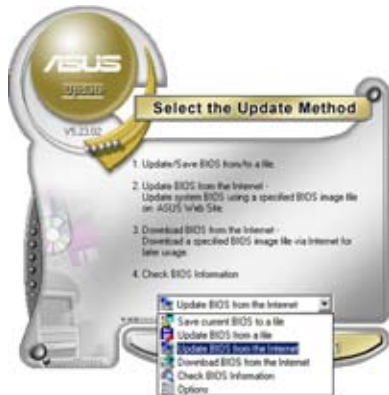 ASUS
Update
V5.23.02
Select the Update Method
1. Update/Save BIOS from/to a file
2. Update BIOS from the Internet -
Update system BIOS using a specified BIOS image file
on ASUS Web Site.
3. Download BIOS from the Internet -
Download a specified BIOS image file via Internet for
later usage.
4. Check BIOS Information
Update BIOS from the Internet
Save current BIOS to a file
Update BIOS from a file
Update BIOS from the Internet
Download BIOS from the Internet
Check BIOS Information
Options